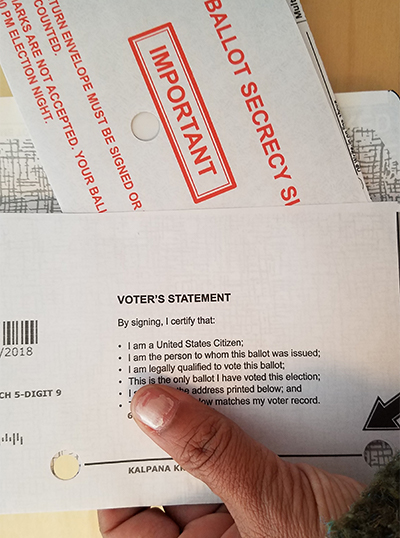 BALLOT SECRECY
IMPORTANT
TURN ENVELOPE MUST BE SIGNED OR
COUNTED.
MARKS ARE NOT ACCEPTED. YOUR BAL
PM ELECTION NIGHT.
VOTER'S STATEMENT
By signing, I certify that:
• I am a United States Citizen;
• I am the person to whom this ballot was issued;
• I am legally qualified to vote this ballot;
• This is the only ballot I have voted this election;
• I the address printed below; and
• matches my voter record.
/2018
CH 5-DIGIT 9
KALPANA